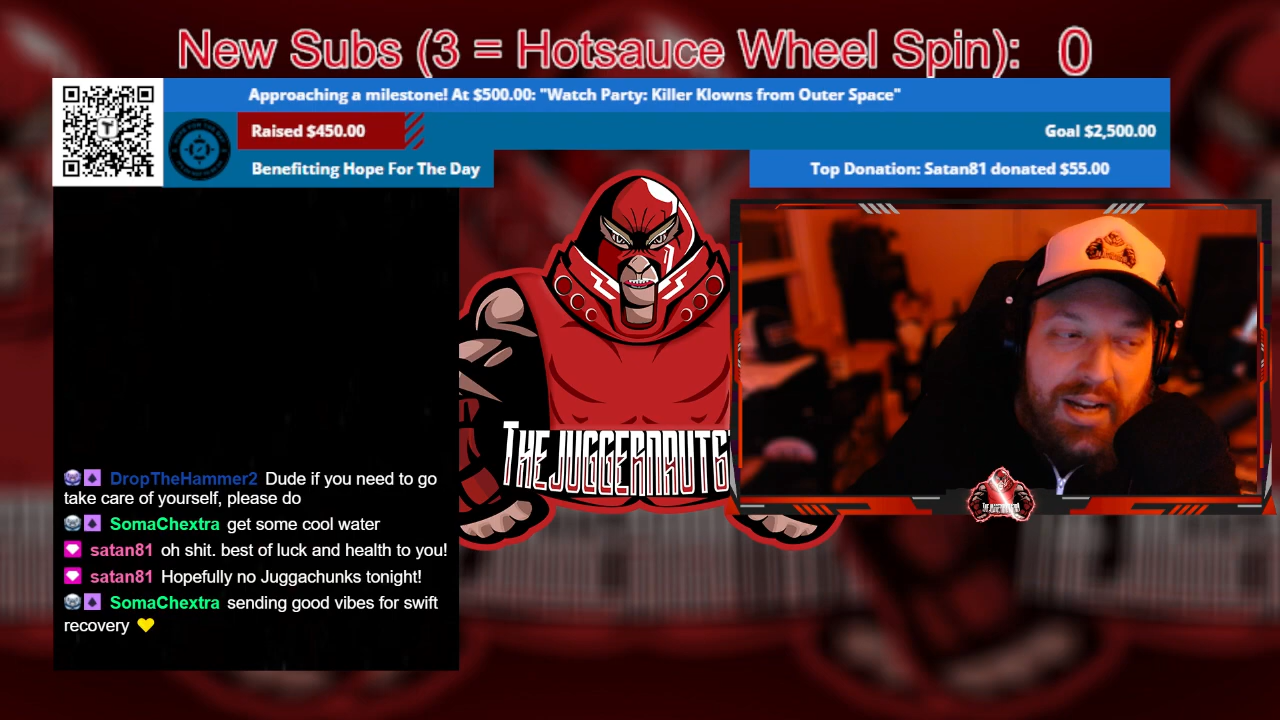 New Subs (3 = Hotsauce Wheel Spin): 0
Approaching a milestone! At $500.00: "Watch Party: Killer Klowns from Outer Space"
Raised $450.00
Goal $2,500.00
Benefitting Hope For The Day
Top Donation: Satan81 donated $55.00
THEJUGGERNAUTG
DropTheHammer2 Dude if you need to go
take care of yourself, please do
SomaChextra get some cool water
satan81 oh shit. best of luck and health to you!
satan81 Hopefully no Juggachunks tonight!
SomaChextra sending good vibes for swift
recovery 💛